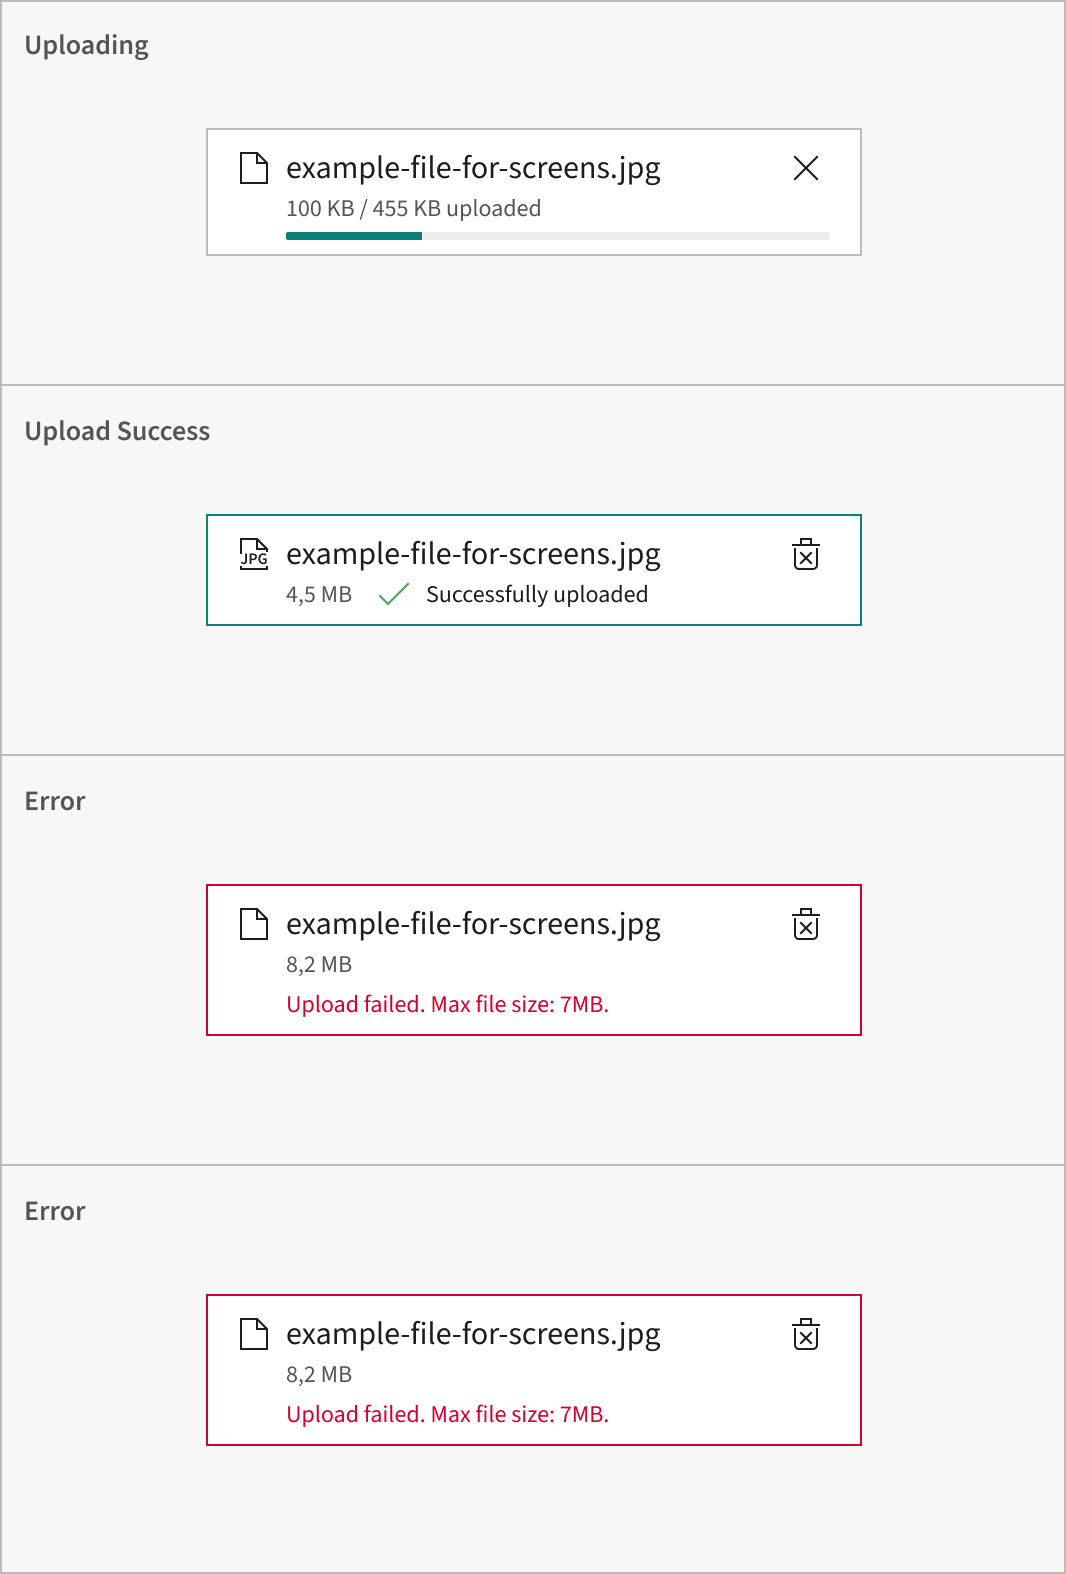 Uploading
example-file-for-screens.jpg
100 KB / 455 KB uploaded
Upload Success
JPG
example-file-for-screens.jpg
4,5 MB Successfully uploaded
Error
example-file-for-screens.jpg
8,2 MB
Upload failed. Max file size: 7MB.
Error
example-file-for-screens.jpg
8,2 MB
Upload failed. Max file size: 7MB.